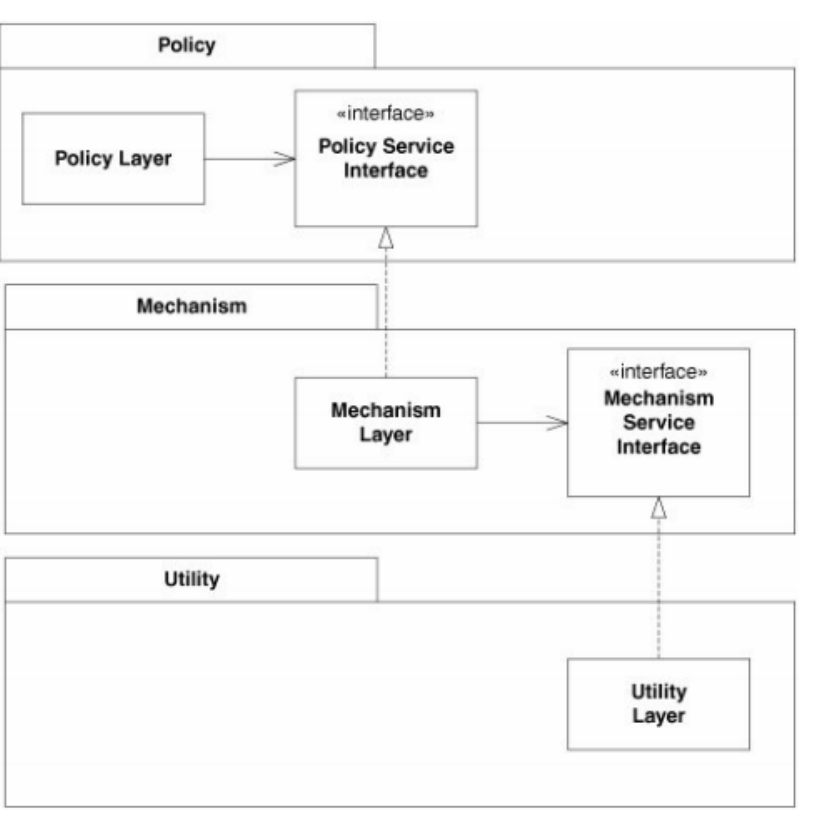 Policy
«interface»
Policy Service
Interface
Policy Layer
Mechanism
«interface»
Mechanism
Service
Interface
Mechanism
Layer
Utility
Utility
Layer